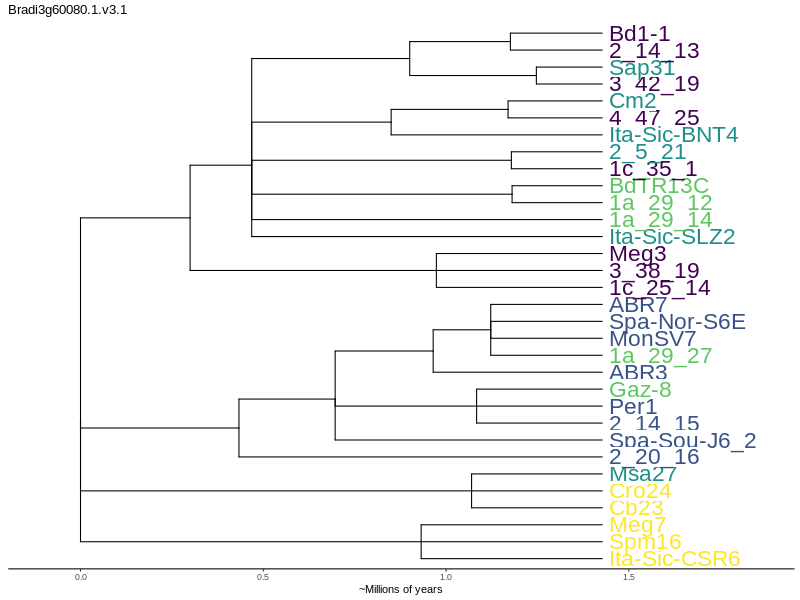 Bradi3g60080.1.v3.1
Bd1-1
2_14_13
Sap31
3_42_19
Cm2
4_47_25
Ita-Sic-BNT4
2_5_21
1c_35_1
BdTR13C
1a_29_12
1a_29_14
Ita-Sic-SLZ2
Meg3
3_38_19
1c_25_14
ABR7
Spa-Nor-S6E
MonSV7
1a_29_27
ABR3
Gaz-8
Per1
2_14_15
Spa-Sou-J6_2
2_20_16
Msa27
Cro24
Cb23
Meg7
Spm16
Ita-Sic-CSR6
0.0 0.5 1.0 1.5
~Millions of years